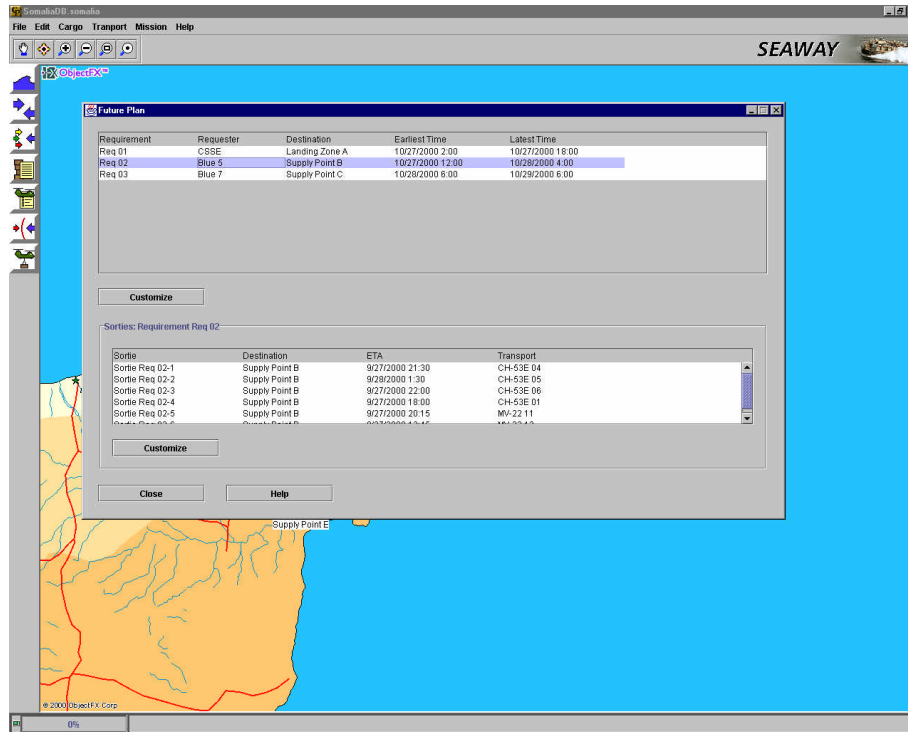 SomaliaDB.somalia
File Edit Cargo Tranport Mission Help
SEAWAY
FX ObjectFX™
Future Plan
Requirement Requester Destination Earliest Time Latest Time
Req 01 CSSE Landing Zone A 10/27/2000 2:00 10/27/2000 18:00
Req 02 Blue 5 Supply Point B 10/27/2000 12:00 10/28/2000 4:00
Req 03 Blue 7 Supply Point C 10/28/2000 6:00 10/29/2000 6:00
Customize
Sorties: Requirement Req 02
Sortie Destination ETA Transport
Sortie Req 02-1 Supply Point B 9/27/2000 21:30 CH-53E 04
Sortie Req 02-2 Supply Point B 9/28/2000 1:30 CH-53E 05
Sortie Req 02-3 Supply Point B 9/27/2000 22:00 CH-53E 06
Sortie Req 02-4 Supply Point B 9/27/2000 18:00 CH-53E 01
Sortie Req 02-5 Supply Point B 9/27/2000 20:15 MV-22 11
Customize
Close Help
Supply Point E
© 2000 ObjectFX Corp
0%